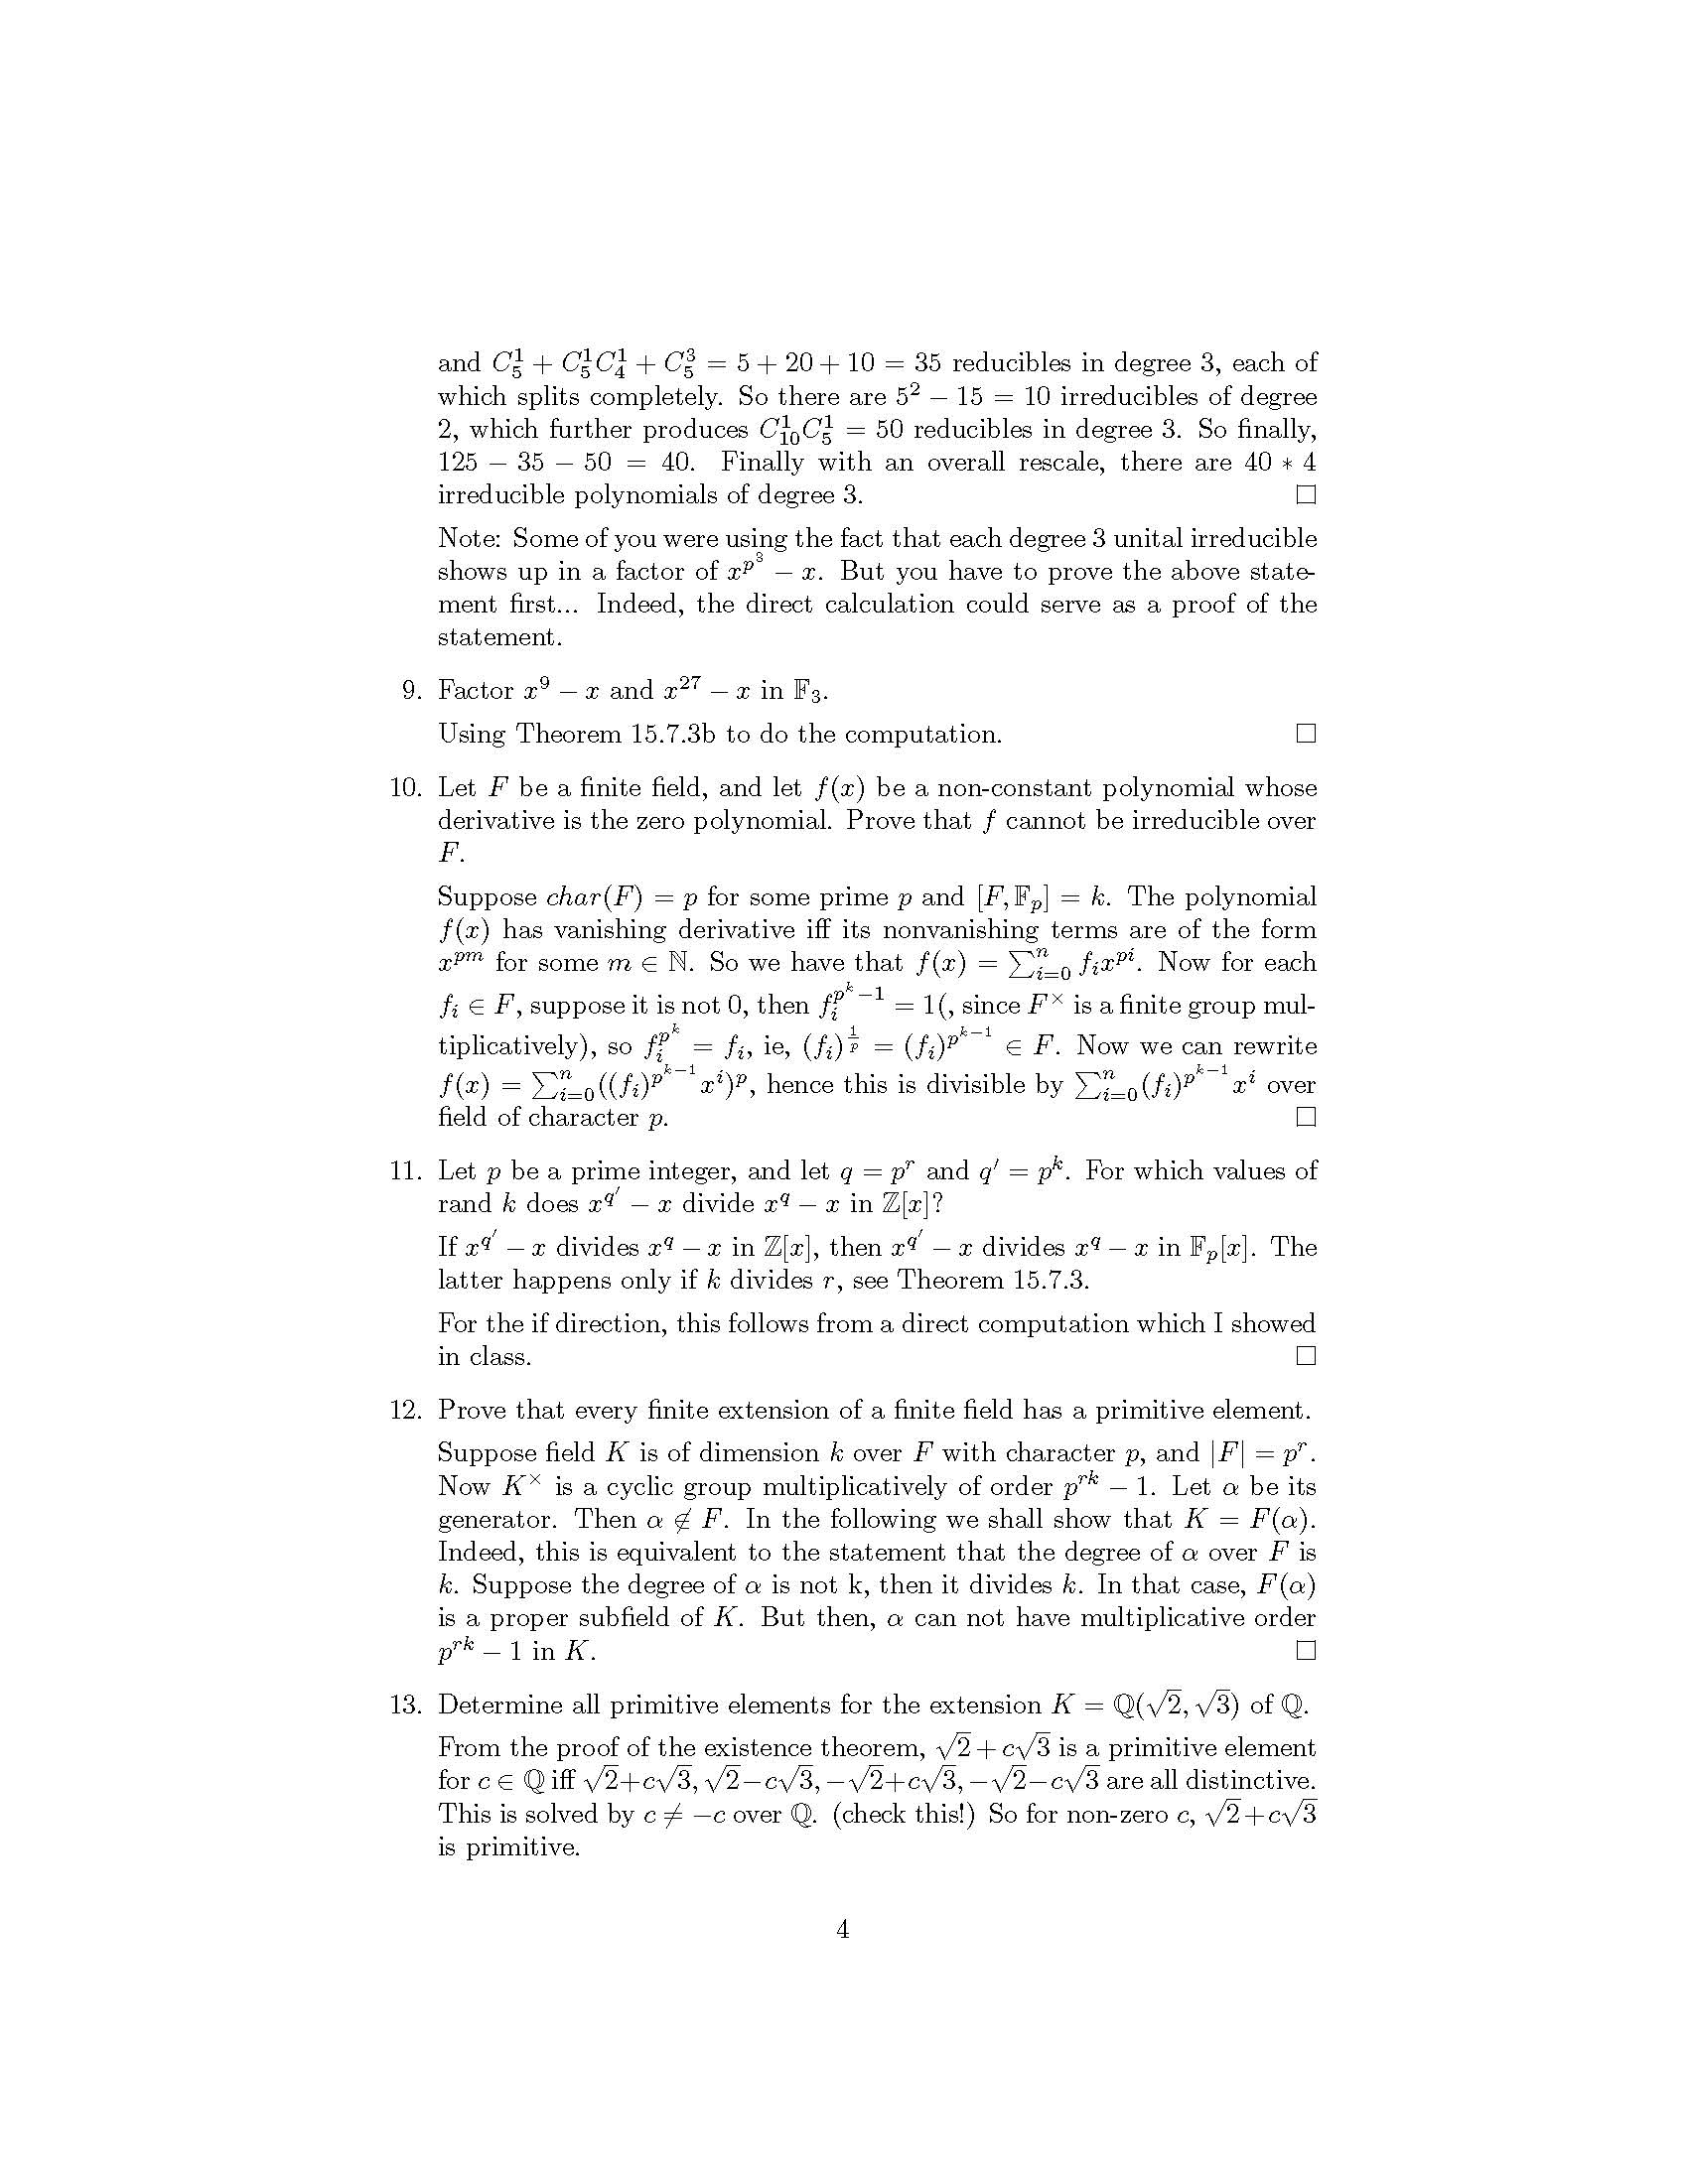 and $C_5^1 + C_5^1 C_4^1 + C_5^3 = 5 + 20 + 10 = 35$ reducibles in degree 3, each of
which splits completely. So there are $5^2 - 15 = 10$ irreducibles of degree
2, which further produces $C_{10}^1 C_5^1 = 50$ reducibles in degree 3. So finally,
$125 - 35 - 50 = 40$. Finally with an overall rescale, there are $40 * 4$
irreducible polynomials of degree 3. □
Note: Some of you were using the fact that each degree 3 unital irreducible
shows up in a factor of $x^{p^3} - x$. But you have to prove the above state-
ment first... Indeed, the direct calculation could serve as a proof of the
statement.
9. Factor $x^9 - x$ and $x^{27} - x$ in $\mathbb{F}_3$.
Using Theorem 15.7.3b to do the computation. □
10. Let $F$ be a finite field, and let $f(x)$ be a non-constant polynomial whose
derivative is the zero polynomial. Prove that $f$ cannot be irreducible over
$F$.
Suppose $char(F) = p$ for some prime $p$ and $[F, \mathbb{F}_p] = k$. The polynomial
$f(x)$ has vanishing derivative iff its nonvanishing terms are of the form
$x^{pm}$ for some $m \in \mathbb{N}$. So we have that $f(x) = \sum_{i=0}^n f_i x^{pi}$. Now for each
$f_i \in F$, suppose it is not 0, then $f_i^{p^k-1} = 1$(, since $F^\times$ is a finite group mul-
tiplicatively), so $f_i^{p^k} = f_i$, ie, $(f_i)^{\frac{1}{p}} = (f_i)^{p^{k-1}} \in F$. Now we can rewrite
$f(x) = \sum_{i=0}^n ((f_i)^{p^{k-1}} x^i)^p$, hence this is divisible by $\sum_{i=0}^n (f_i)^{p^{k-1}} x^i$ over
field of character $p$. □
11. Let $p$ be a prime integer, and let $q = p^r$ and $q' = p^k$. For which values of
rand $k$ does $x^{q'} - x$ divide $x^q - x$ in $\mathbb{Z}[x]$?
If $x^{q'} - x$ divides $x^q - x$ in $\mathbb{Z}[x]$, then $x^{q'} - x$ divides $x^q - x$ in $\mathbb{F}_p[x]$. The
latter happens only if $k$ divides $r$, see Theorem 15.7.3.
For the if direction, this follows from a direct computation which I showed
in class. □
12. Prove that every finite extension of a finite field has a primitive element.
Suppose field $K$ is of dimension $k$ over $F$ with character $p$, and $|F| = p^r$.
Now $K^\times$ is a cyclic group multiplicatively of order $p^{rk} - 1$. Let $\alpha$ be its
generator. Then $\alpha \notin F$. In the following we shall show that $K = F(\alpha)$.
Indeed, this is equivalent to the statement that the degree of $\alpha$ over $F$ is
$k$. Suppose the degree of $\alpha$ is not k, then it divides $k$. In that case, $F(\alpha)$
is a proper subfield of $K$. But then, $\alpha$ can not have multiplicative order
$p^{rk} - 1$ in $K$. □
13. Determine all primitive elements for the extension $K = \mathbb{Q}(\sqrt{2}, \sqrt{3})$ of $\mathbb{Q}$.
From the proof of the existence theorem, $\sqrt{2} + c\sqrt{3}$ is a primitive element
for $c \in \mathbb{Q}$ iff $\sqrt{2}+c\sqrt{3}, \sqrt{2}-c\sqrt{3}, -\sqrt{2}+c\sqrt{3}, -\sqrt{2}-c\sqrt{3}$ are all distinctive.
This is solved by $c \neq -c$ over $\mathbb{Q}$. (check this!) So for non-zero $c$, $\sqrt{2}+c\sqrt{3}$
is primitive.
4